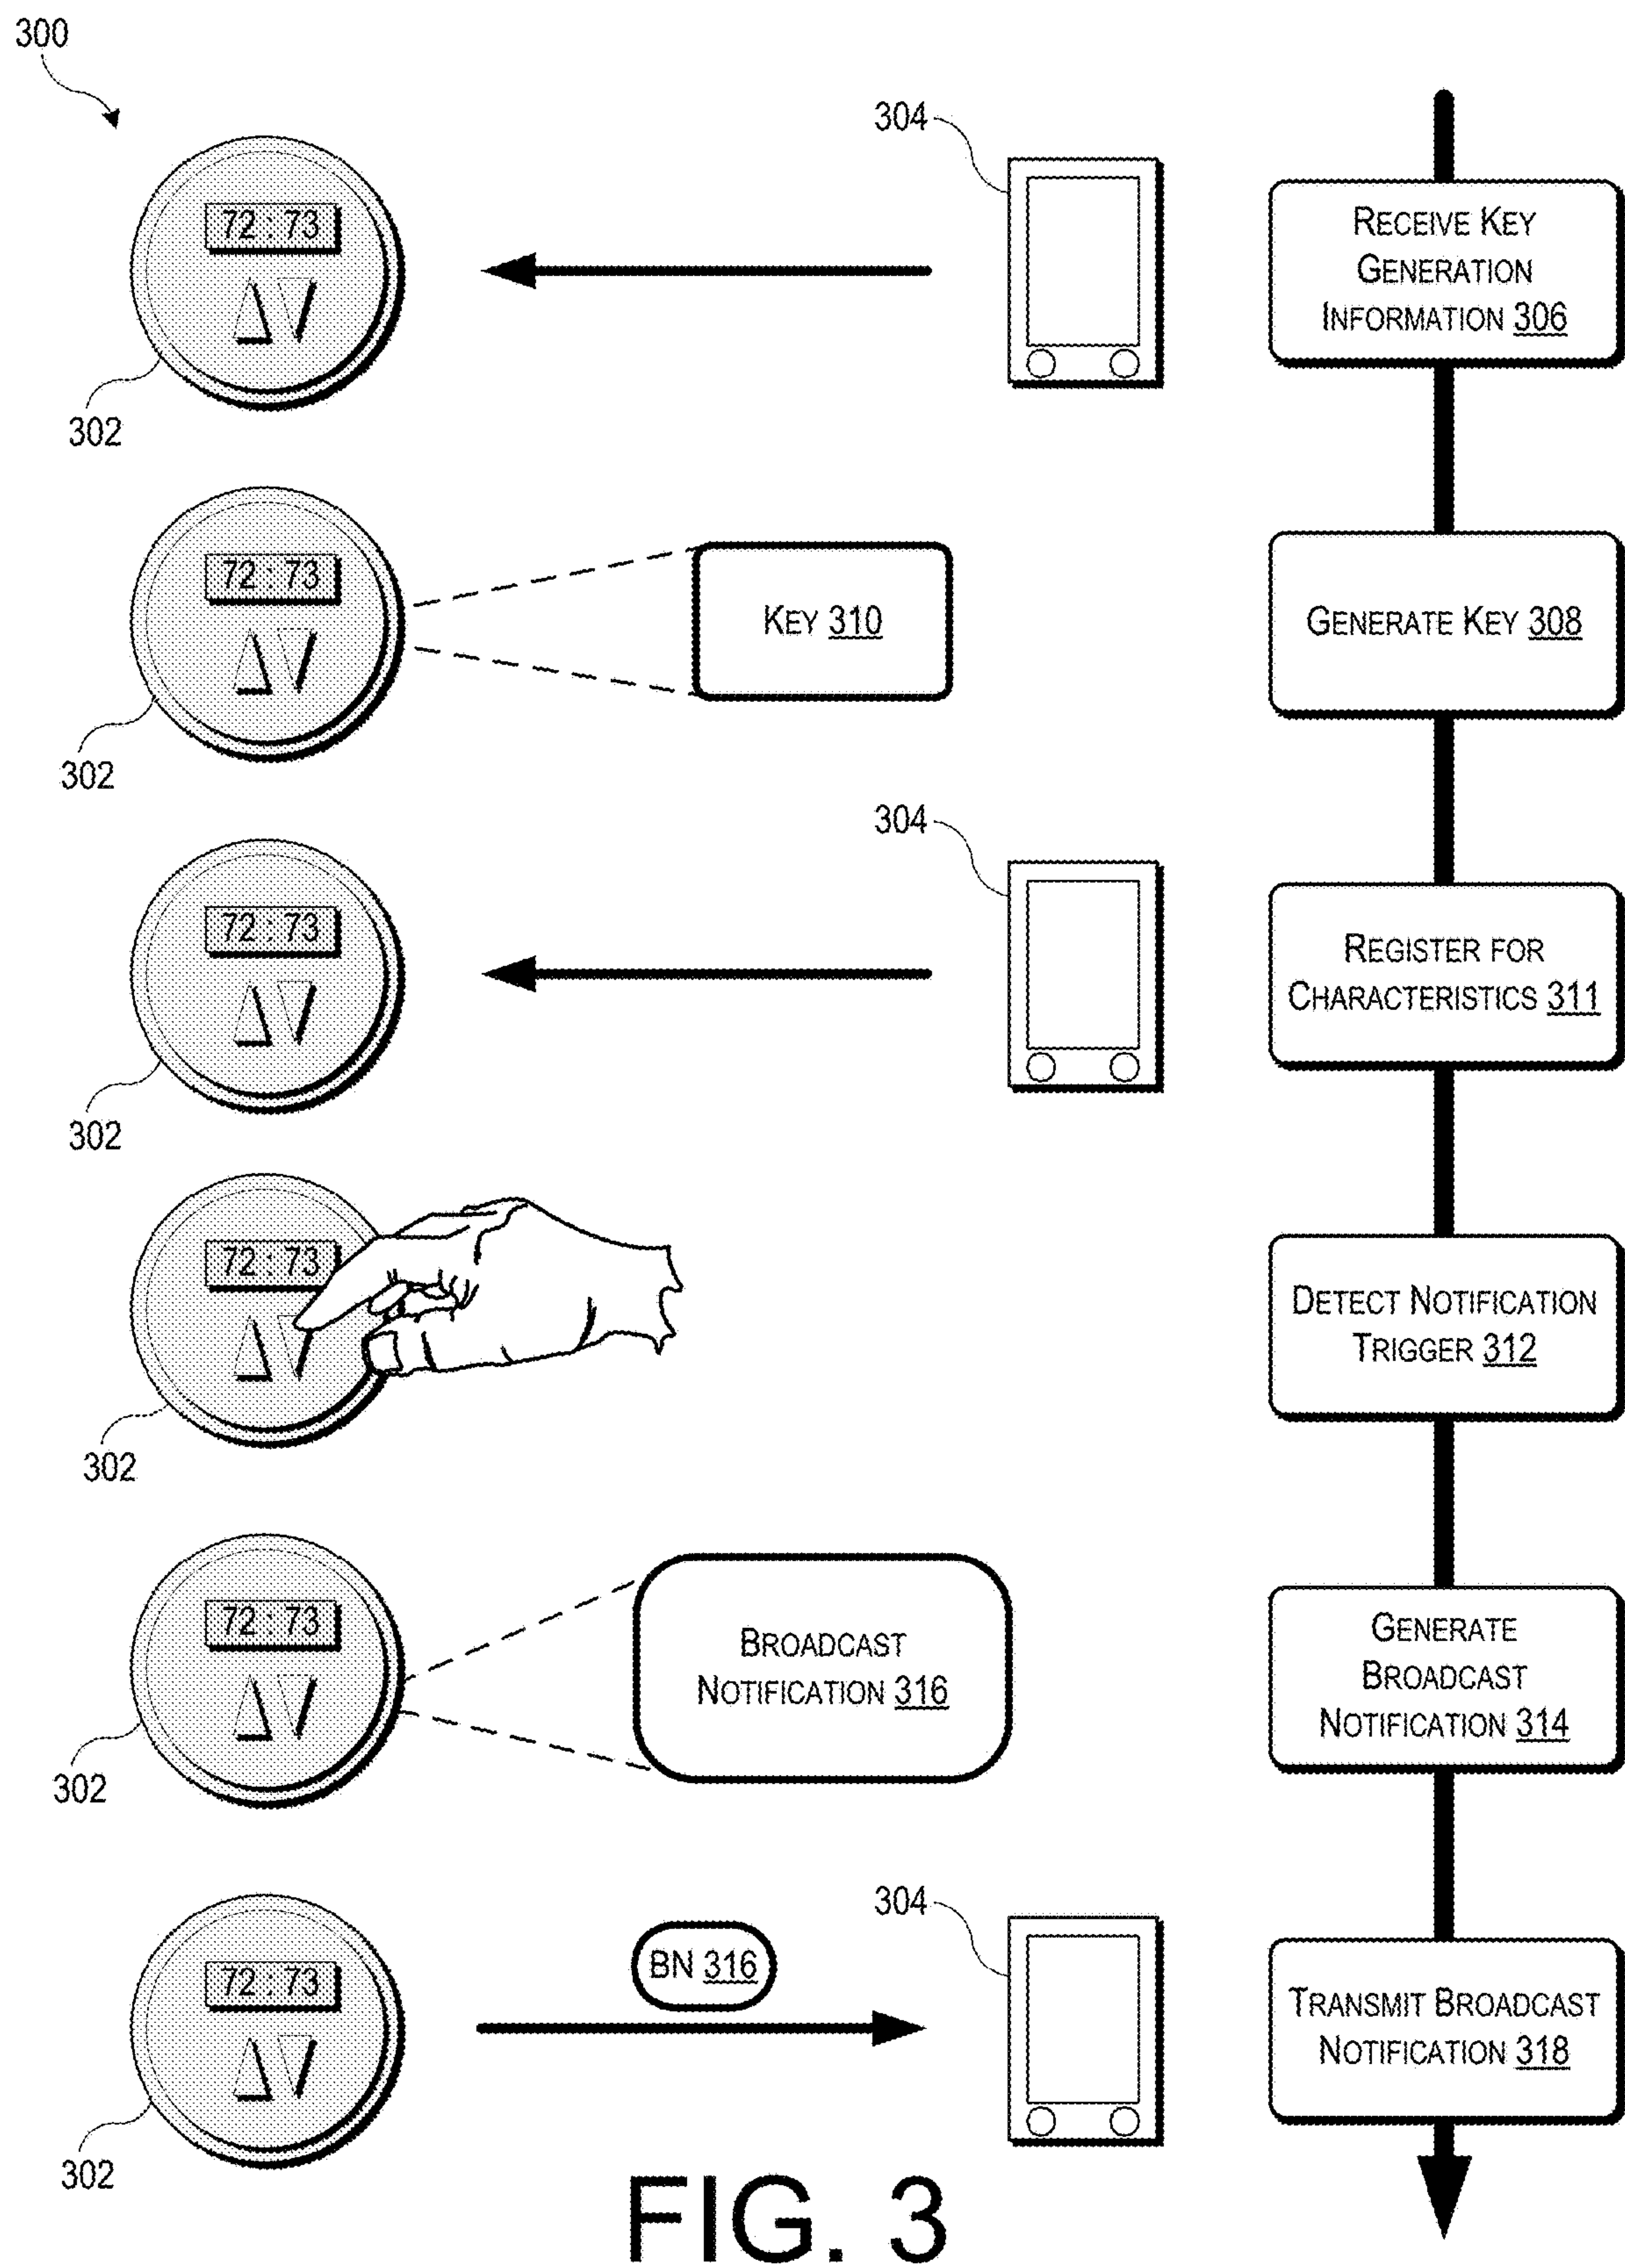 300
304
72 : 73
RECEIVE KEY
GENERATION
INFORMATION 306
302
72 : 73
KEY 310
GENERATE KEY 308
302
304
72 : 73
REGISTER FOR
CHARACTERISTICS 311
302
72 : 73
DETECT NOTIFICATION
TRIGGER 312
302
72 : 73
BROADCAST
NOTIFICATION 316
GENERATE
BROADCAST
NOTIFICATION 314
302
304
72 : 73
BN 316
TRANSMIT BROADCAST
NOTIFICATION 318
302
FIG. 3